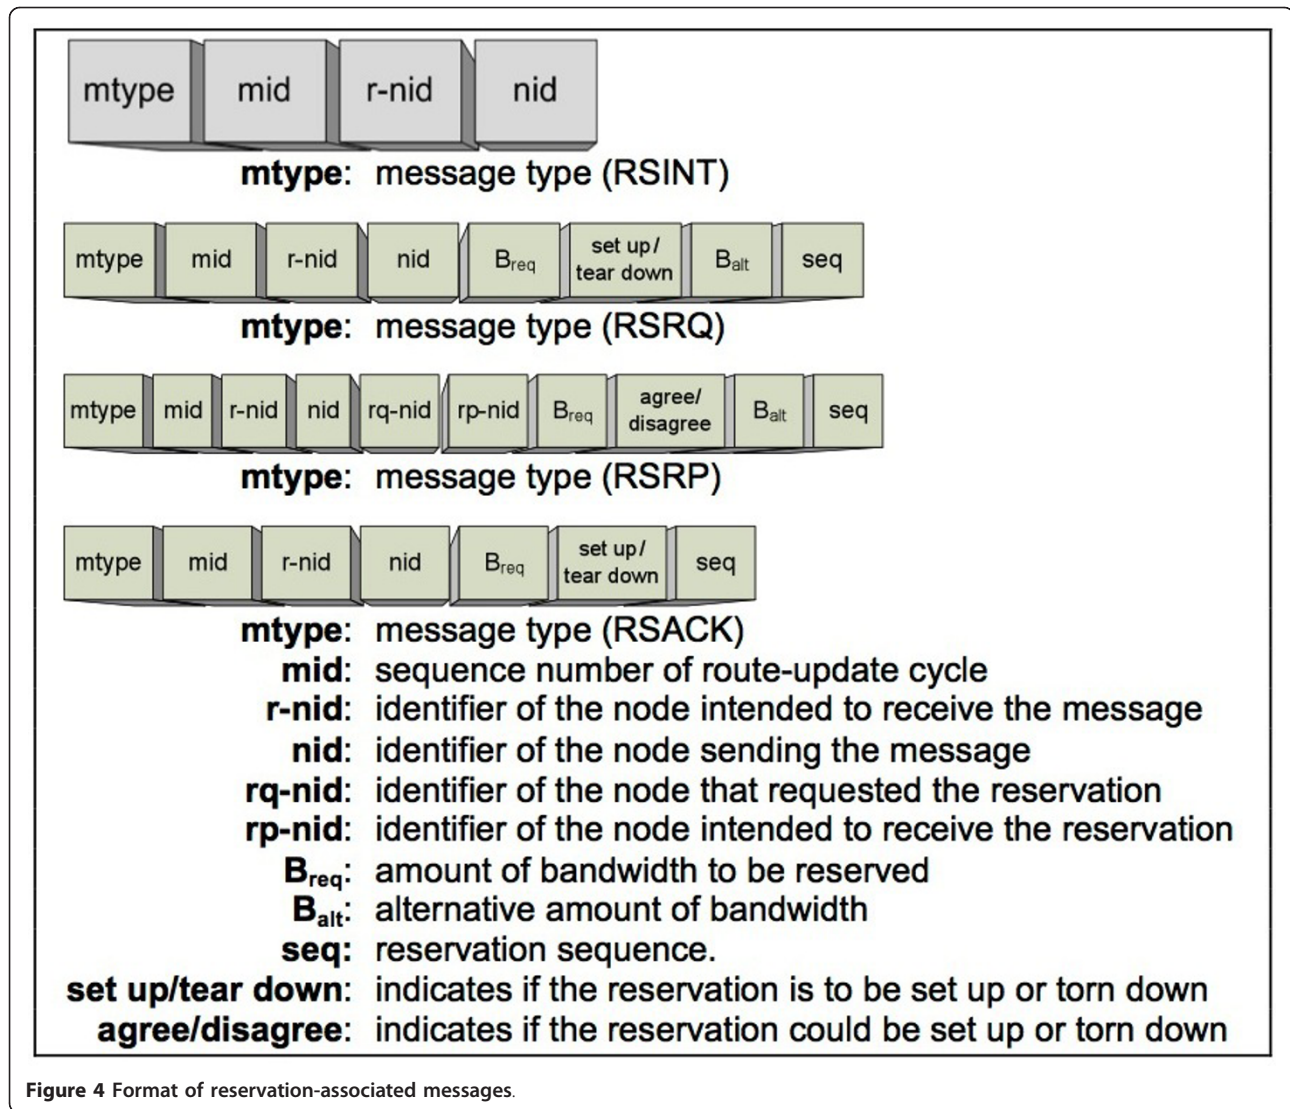 mtype mid r-nid nid
mtype: message type (RSINT)
mtype mid r-nid nid Breq set up/ tear down Balt seq
mtype: message type (RSRQ)
mtype mid r-nid nid rq-nid rp-nid Breq agree/ disagree Balt seq
mtype: message type (RSRP)
mtype mid r-nid nid Breq set up/ tear down seq
mtype: message type (RSACK)
mid: sequence number of route-update cycle
r-nid: identifier of the node intended to receive the message
nid: identifier of the node sending the message
rq-nid: identifier of the node that requested the reservation
rp-nid: identifier of the node intended to receive the reservation
Breq: amount of bandwidth to be reserved
Balt: alternative amount of bandwidth
seq: reservation sequence.
set up/tear down: indicates if the reservation is to be set up or torn down
agree/disagree: indicates if the reservation could be set up or torn down
Figure 4 Format of reservation-associated messages.